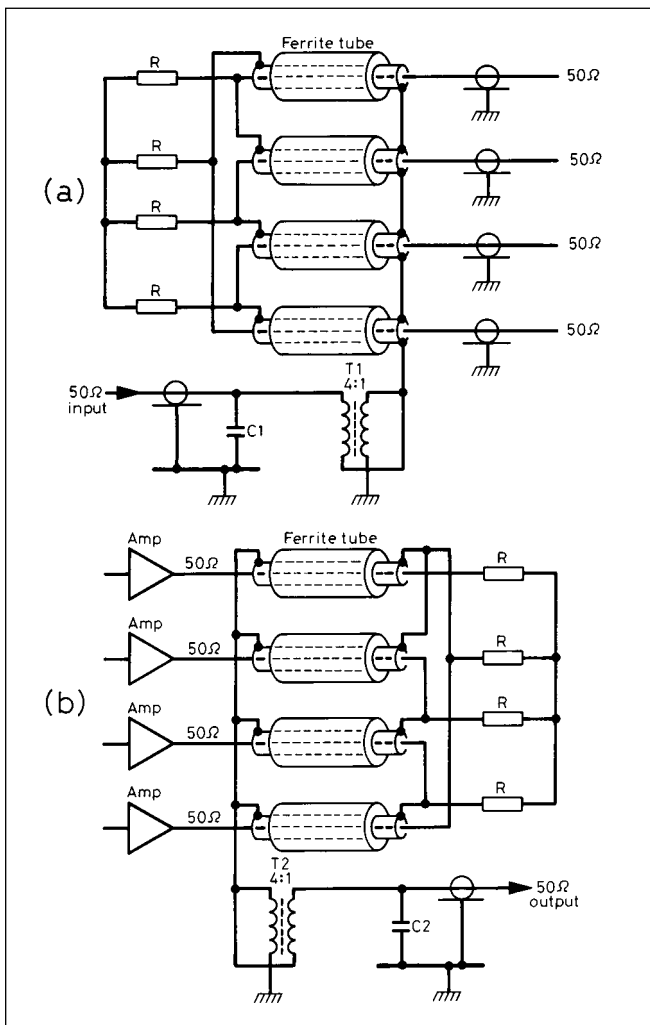 Ferrite tube
R
50Ω
R
50Ω
(a)
R
50Ω
R
50Ω
T1
4:1
50Ω
input
C1
Amp
Ferrite tube
50Ω
R
Amp
50Ω
R
(b)
Amp
50Ω
R
Amp
50Ω
R
T2
4:1
50Ω
output
C2